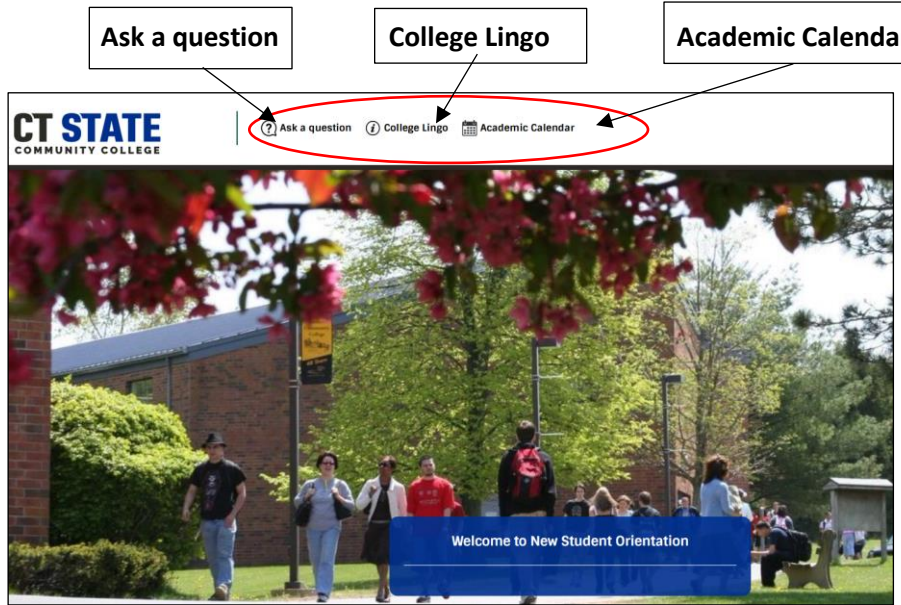 Ask a question
College Lingo
Academic Calenda
CT STATE
COMMUNITY COLLEGE
Ask a question
College Lingo
Academic Calendar
Welcome to New Student Orientation